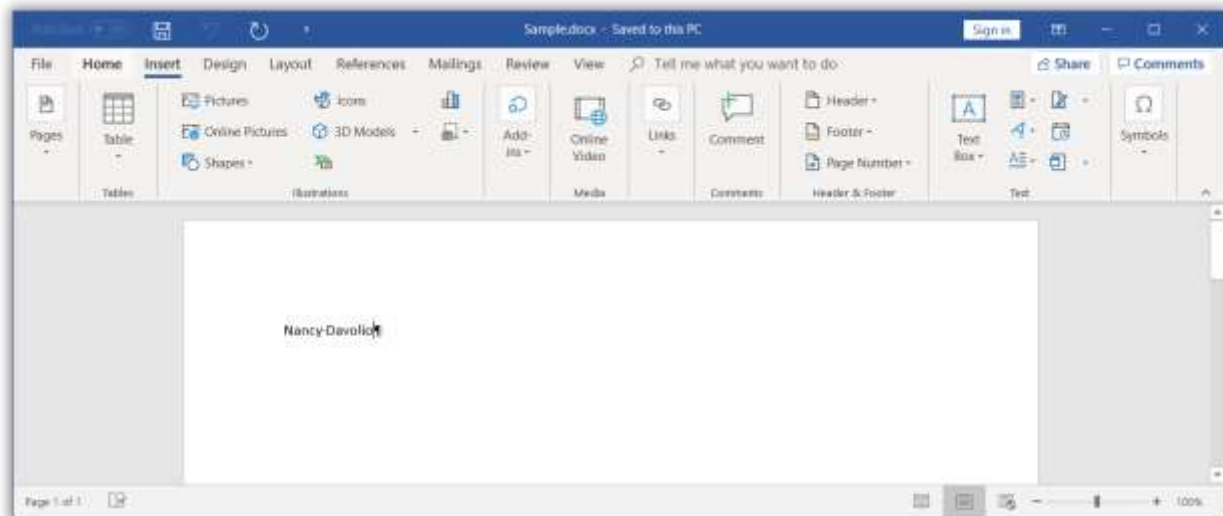 Sample.docx - Saved to this PC
Sign in
File Home Insert Design Layout References Mailings Review View Tell me what you want to do Share Comments
Pages
Table
Tables
Pictures
Online Pictures
Shapes
Icons
3D Models
Illustrations
Add-ins
Online Video
Media
Links
Comment
Comments
Header
Footer
Page Number
Header & Footer
A
Text Box
Text
Ω
Symbols
Nancy·Davolio¶
Page 1 of 1
100%